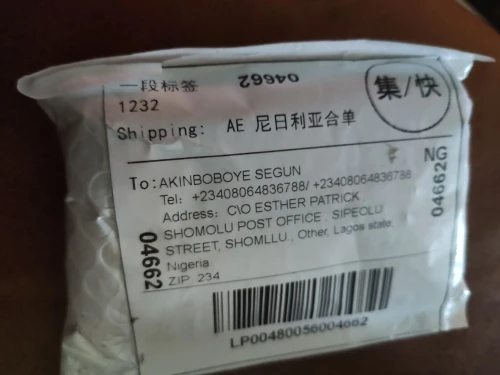 一段标签
04662
集/快
1232
Shipping: AE 尼日利亚合单
To:AKINBOBOYE SEGUN
Tel: +23408064836788/ +23408064836788
Address: C\O ESTHER PATRICK
SHOMOLU POST OFFICE . SIPEOLU
STREET, SHOMLLU , Other, Lagos state,
Nigeria
ZIP 234
04662
NG
04662
LP00480056004662